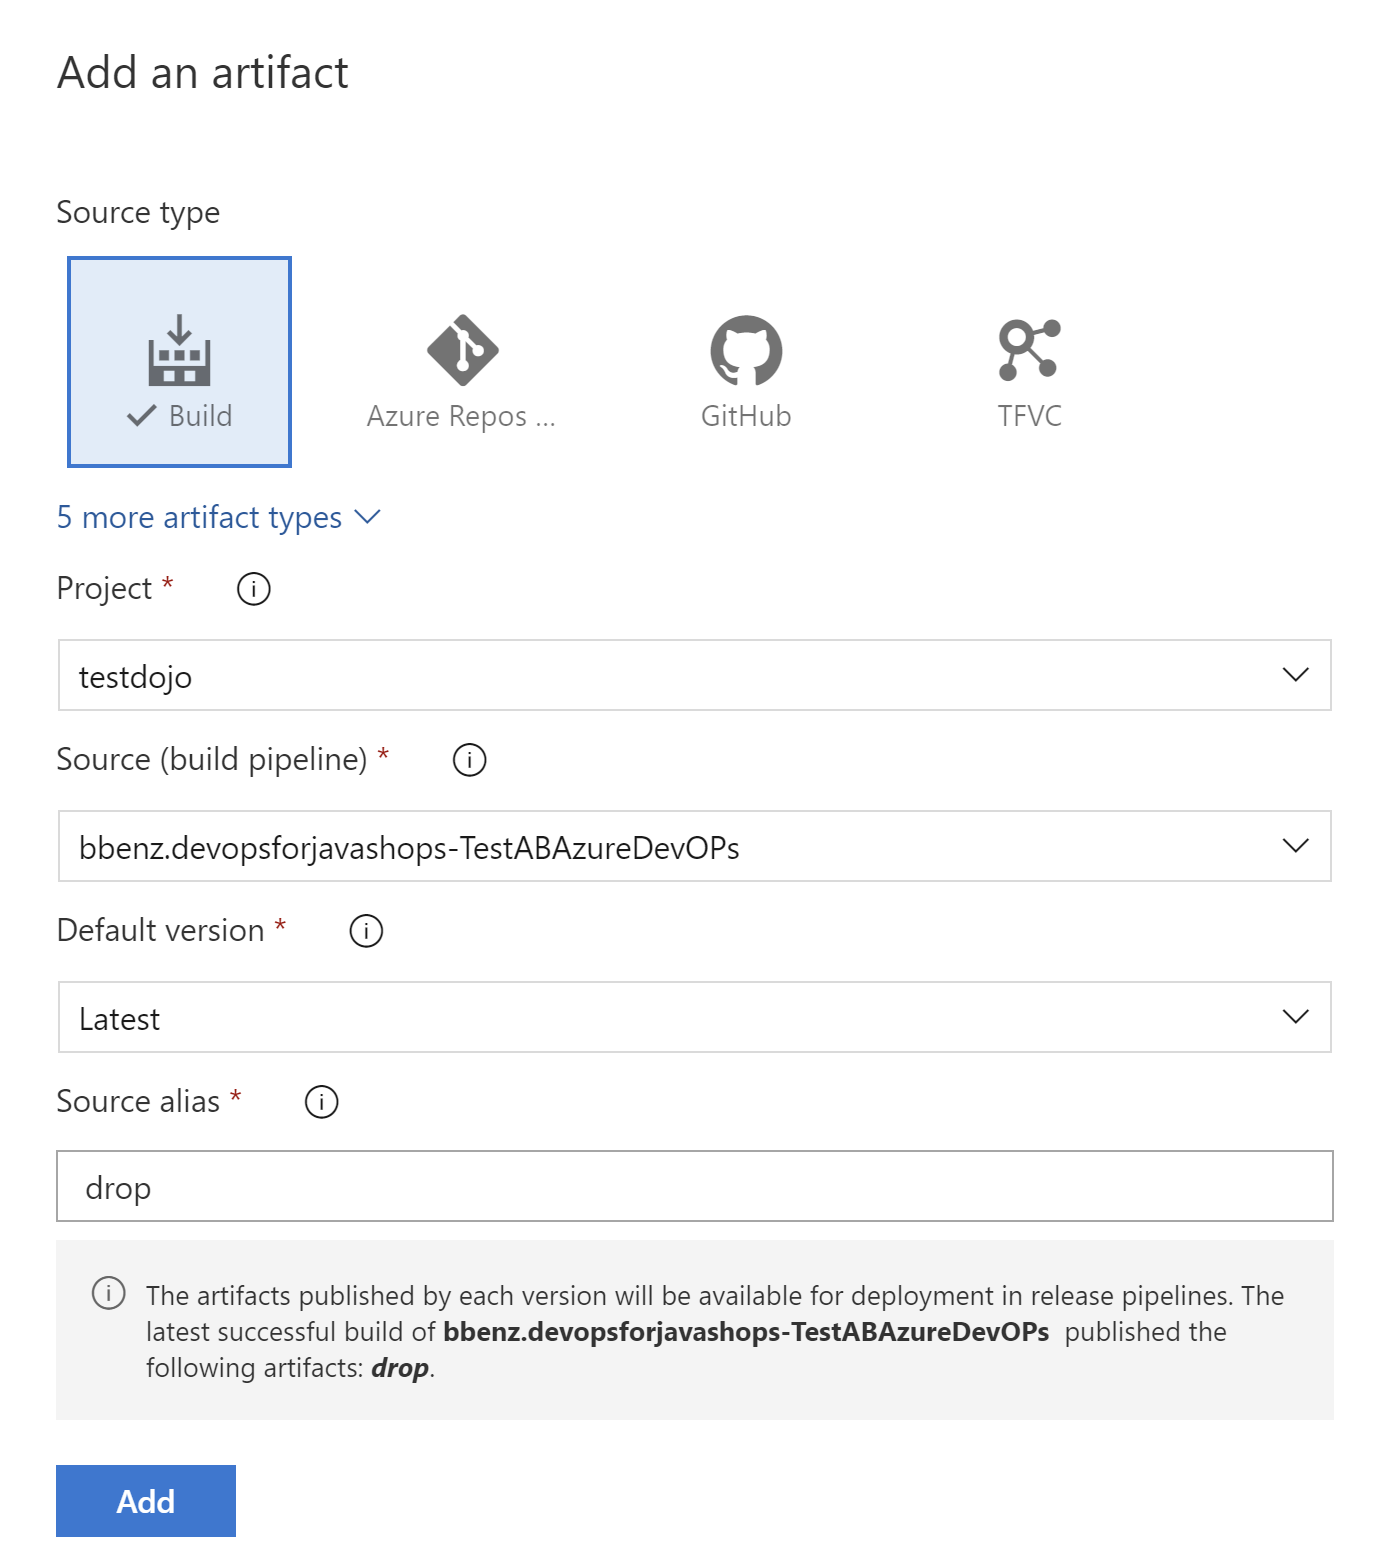 Add an artifact
Source type
Build
Azure Repos ...
GitHub
TFVC
5 more artifact types
Project *
testdojo
Source (build pipeline) *
bbenz.devopsforjavashops-TestABAzureDevOPs
Default version *
Latest
Source alias *
drop
The artifacts published by each version will be available for deployment in release pipelines. The
latest successful build of bbenz.devopsforjavashops-TestABAzureDevOPs published the
following artifacts: drop.
Add